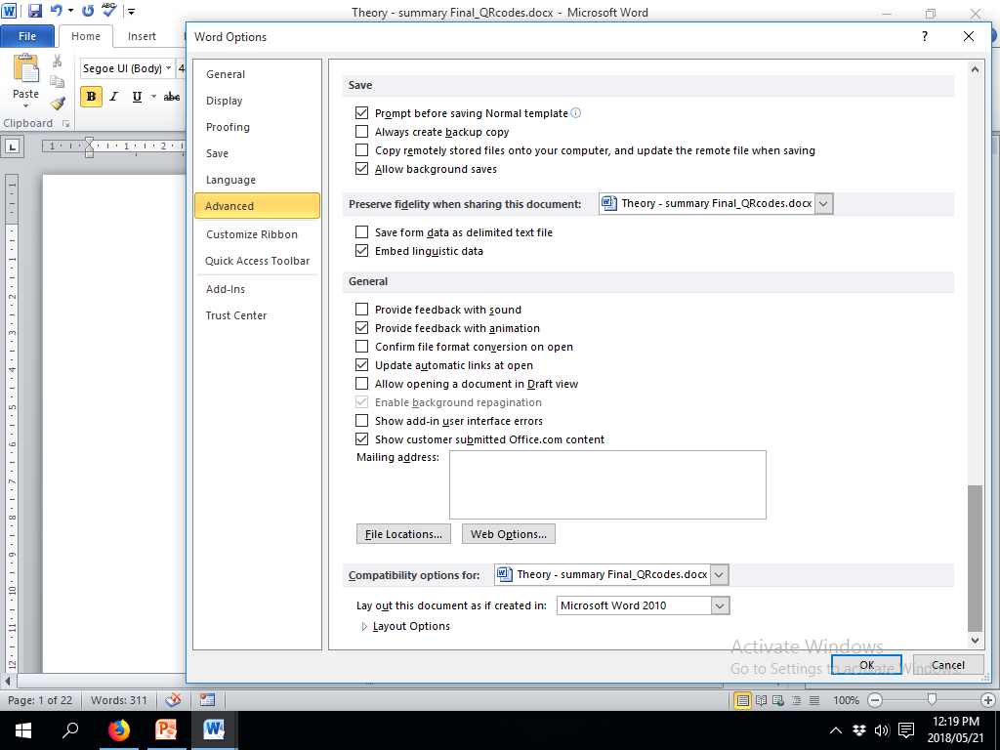 Theory - summary Final_QRcodes.docx - Microsoft Word
File
Home
Insert
Paste
Clipboard
Segoe UI (Body)
4
B I U abc
Word Options
?
General
Display
Proofing
Save
Language
Advanced
Customize Ribbon
Quick Access Toolbar
Add-Ins
Trust Center
Save
Prompt before saving Normal template
Always create backup copy
Copy remotely stored files onto your computer, and update the remote file when saving
Allow background saves
Preserve fidelity when sharing this document: Theory - summary Final_QRcodes.docx
Save form data as delimited text file
Embed linguistic data
General
Provide feedback with sound
Provide feedback with animation
Confirm file format conversion on open
Update automatic links at open
Allow opening a document in Draft view
Enable background repagination
Show add-in user interface errors
Show customer submitted Office.com content
Mailing address:
File Locations... Web Options...
Compatibility options for: Theory - summary Final_QRcodes.docx
Lay out this document as if created in: Microsoft Word 2010
Layout Options
Activate Windows
Go to Settings to activate Windows.
OK Cancel
Page: 1 of 22 Words: 311 100%
12:19 PM
2018/05/21